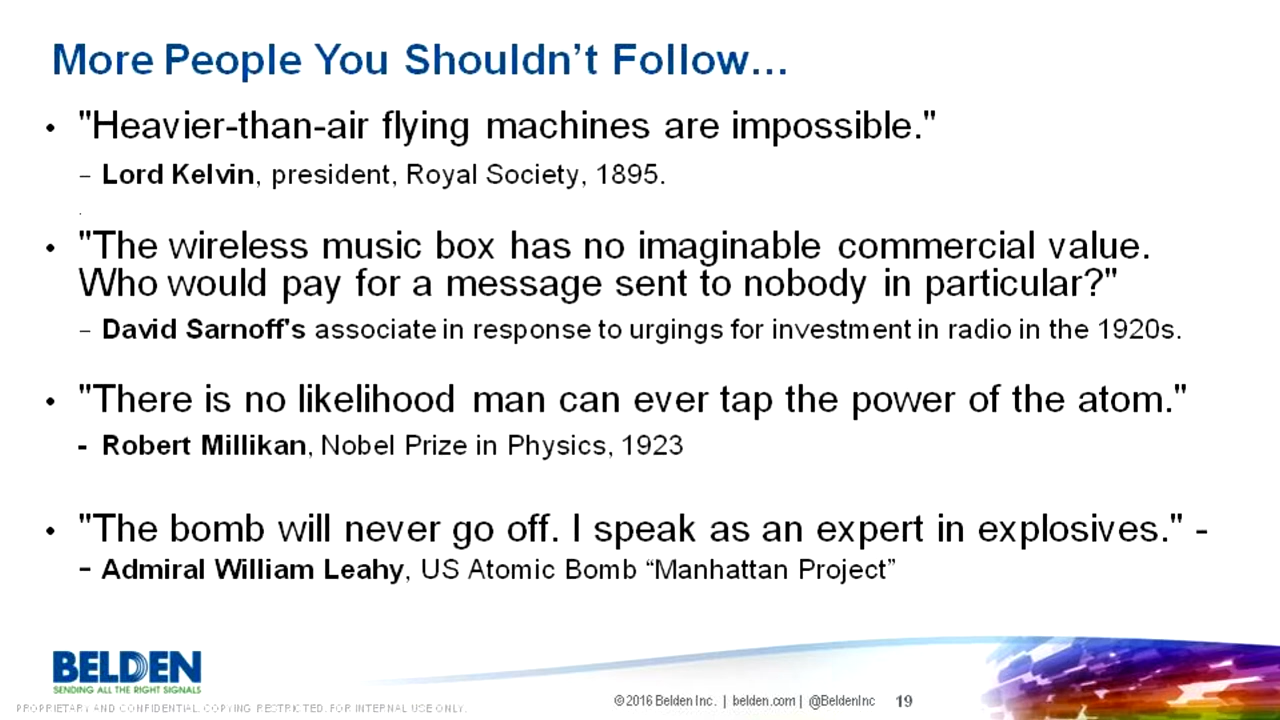 More People You Shouldn’t Follow…
• "Heavier-than-air flying machines are impossible."
– Lord Kelvin, president, Royal Society, 1895.
.
• "The wireless music box has no imaginable commercial value.
Who would pay for a message sent to nobody in particular?"
– David Sarnoff's associate in response to urgings for investment in radio in the 1920s.
• "There is no likelihood man can ever tap the power of the atom."
- Robert Millikan, Nobel Prize in Physics, 1923
• "The bomb will never go off. I speak as an expert in explosives." -
– Admiral William Leahy, US Atomic Bomb “Manhattan Project”
BELDEN
SENDING ALL THE RIGHT SIGNALS
PROPRIETARY AND CONFIDENTIAL. COPYING RESTRICTED. FOR INTERNAL USE ONLY.
© 2016 Belden Inc. | belden.com | @BeldenInc 19